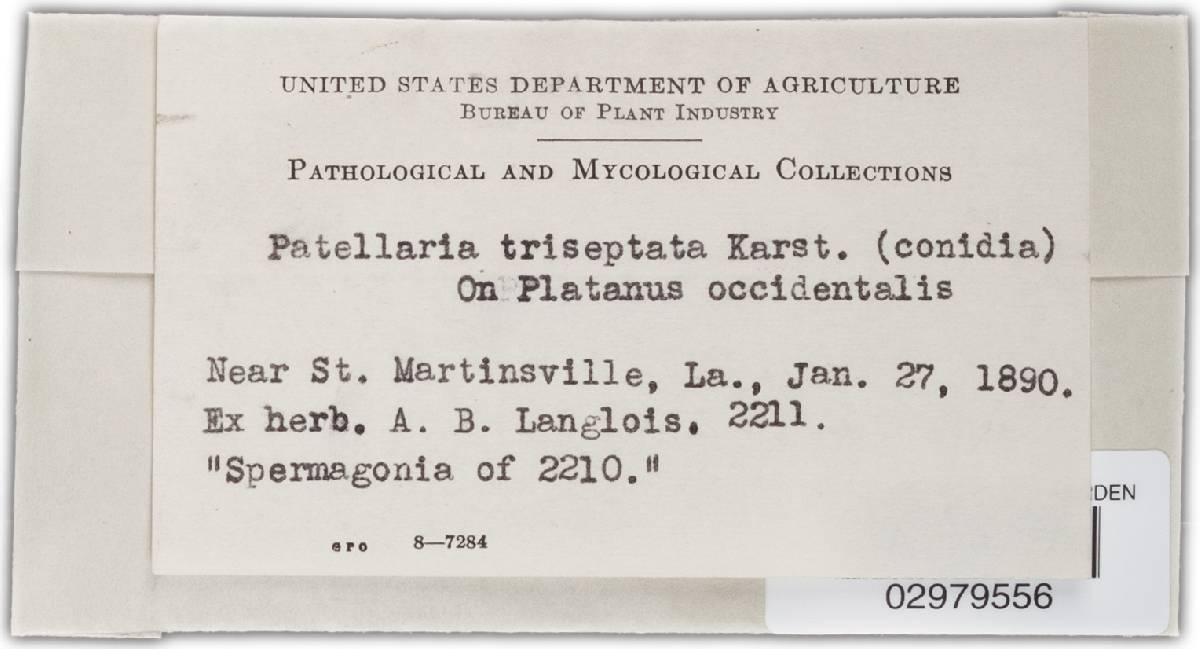 UNITED STATES DEPARTMENT OF AGRICULTURE
BUREAU OF PLANT INDUSTRY
PATHOLOGICAL AND MYCOLOGICAL COLLECTIONS
Patellaria triseptata Karst. (conidia)
On Platanus occidentalis
Near St. Martinsville, La., Jan. 27, 1890.
Ex herb. A. B. Langlois. 2211.
"Spermagonia of 2210."
GPO 8—7284
02979556